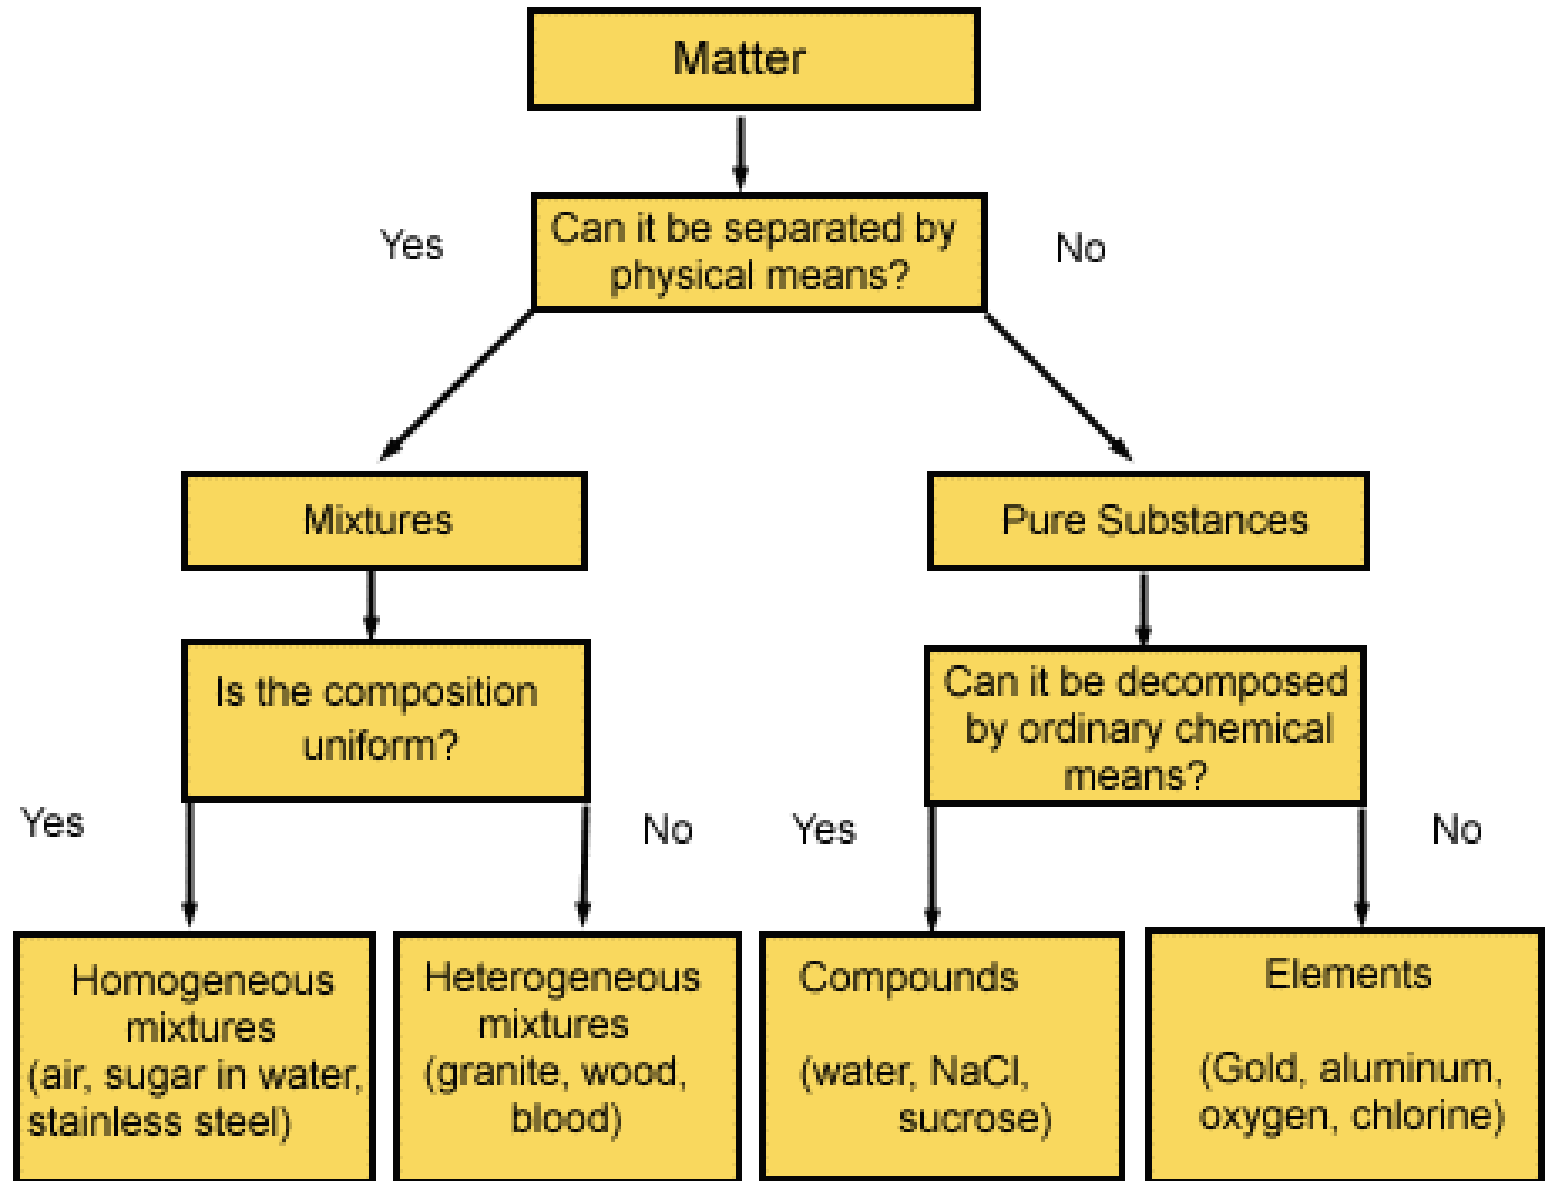 Matter
Yes
Can it be separated by
physical means?
No
Mixtures
Pure Substances
Is the composition
uniform?
Can it be decomposed
by ordinary chemical
means?
Yes
No
Yes
No
Homogeneous
mixtures
(air, sugar in water,
stainless steel)
Heterogeneous
mixtures
(granite, wood,
blood)
Compounds
(water, NaCl,
sucrose)
Elements
(Gold, aluminum,
oxygen, chlorine)